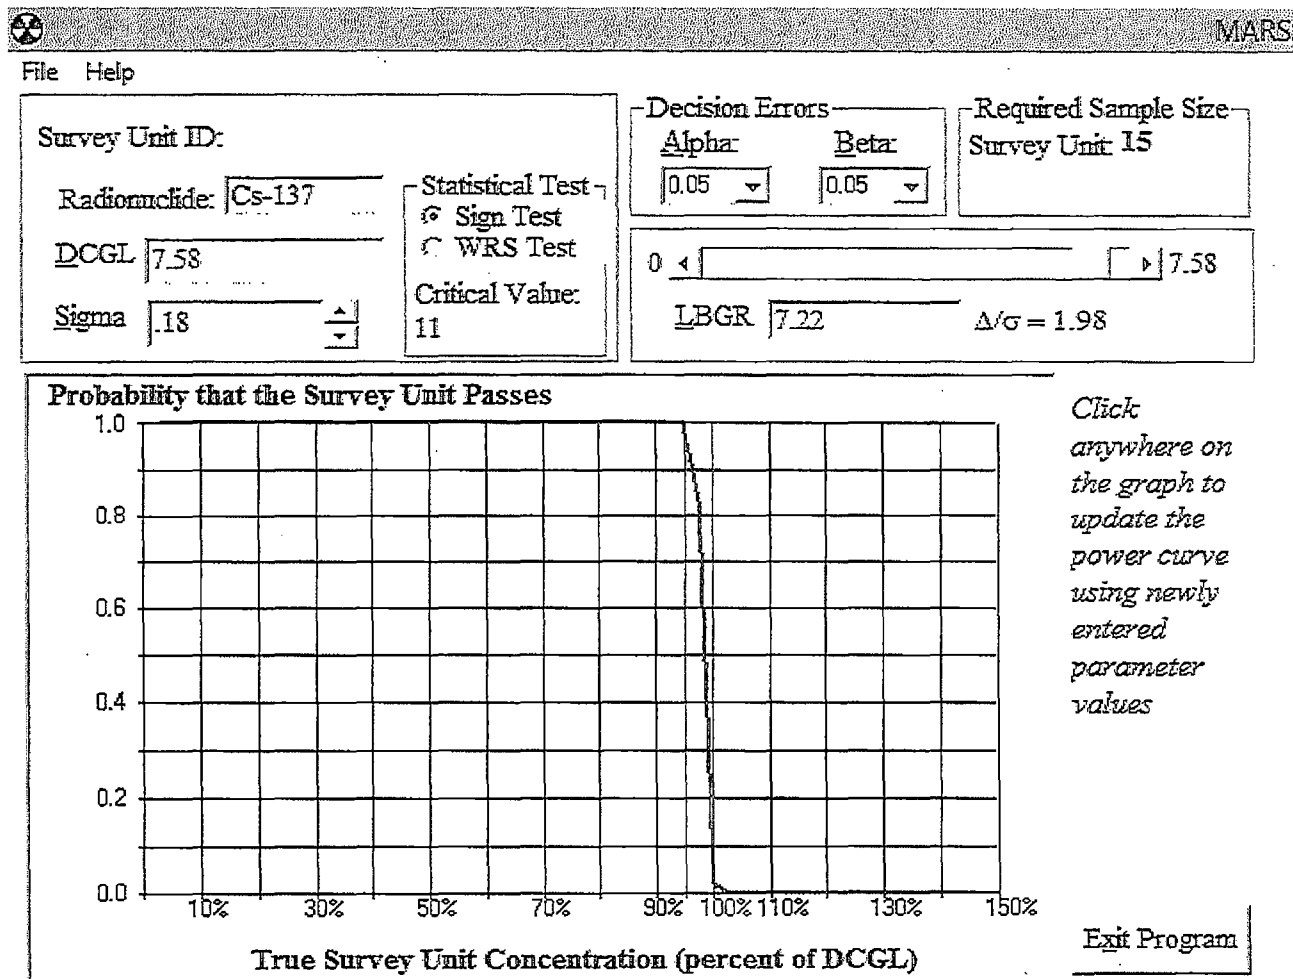 MARS
File Help
Survey Unit ID:
Radionuclide: Cs-137
DCGL 7.58
Sigma .18
Statistical Test
Sign Test
WRS Test
Critical Value:
11
Decision Errors
Alpha: Beta:
0.05 0.05
Required Sample Size
Survey Unit: 15
0 7.58
LBGR 7.22 Δ/σ = 1.98
Probability that the Survey Unit Passes
1.0
0.8
0.6
0.4
0.2
0.0
10% 30% 50% 70% 90% 100% 110% 130% 150%
True Survey Unit Concentration (percent of DCGL)
Click
anywhere on
the graph to
update the
power curve
using newly
entered
parameter
values
Exit Program